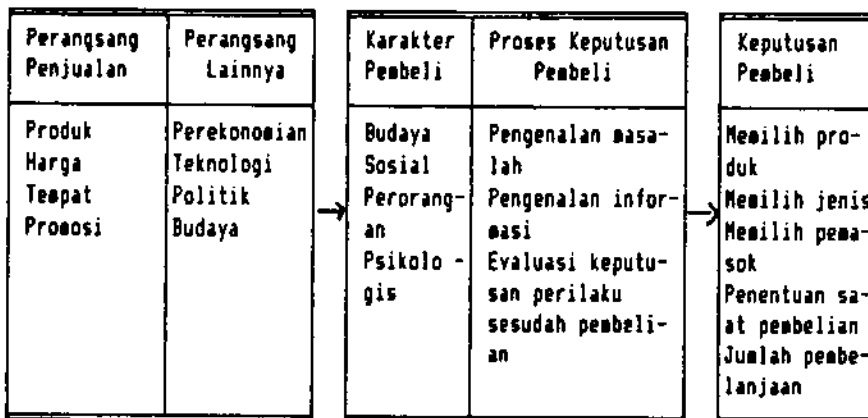 Perangsang
Penjualan
Produk
Harga
Tempat
Promosi
Perangsang
Lainnya
Perekonomian
Teknologi
Politik
Budaya
Karakter
Pembeli
Budaya
Sosial
Perorang-
an
Psikolo -
gis
Proses Keputusan
Pembeli
Pengenalan masa-
lah
Pengenalan infor-
masi
Evaluasi keputu-
san perilaku
sesudah pembeli-
an
Keputusan
Pembeli
Memilih pro-
duk
Memilih jenis
Memilih pema-
sok
Penentuan sa-
at pembelian
Jumlah pembe-
lanjaan